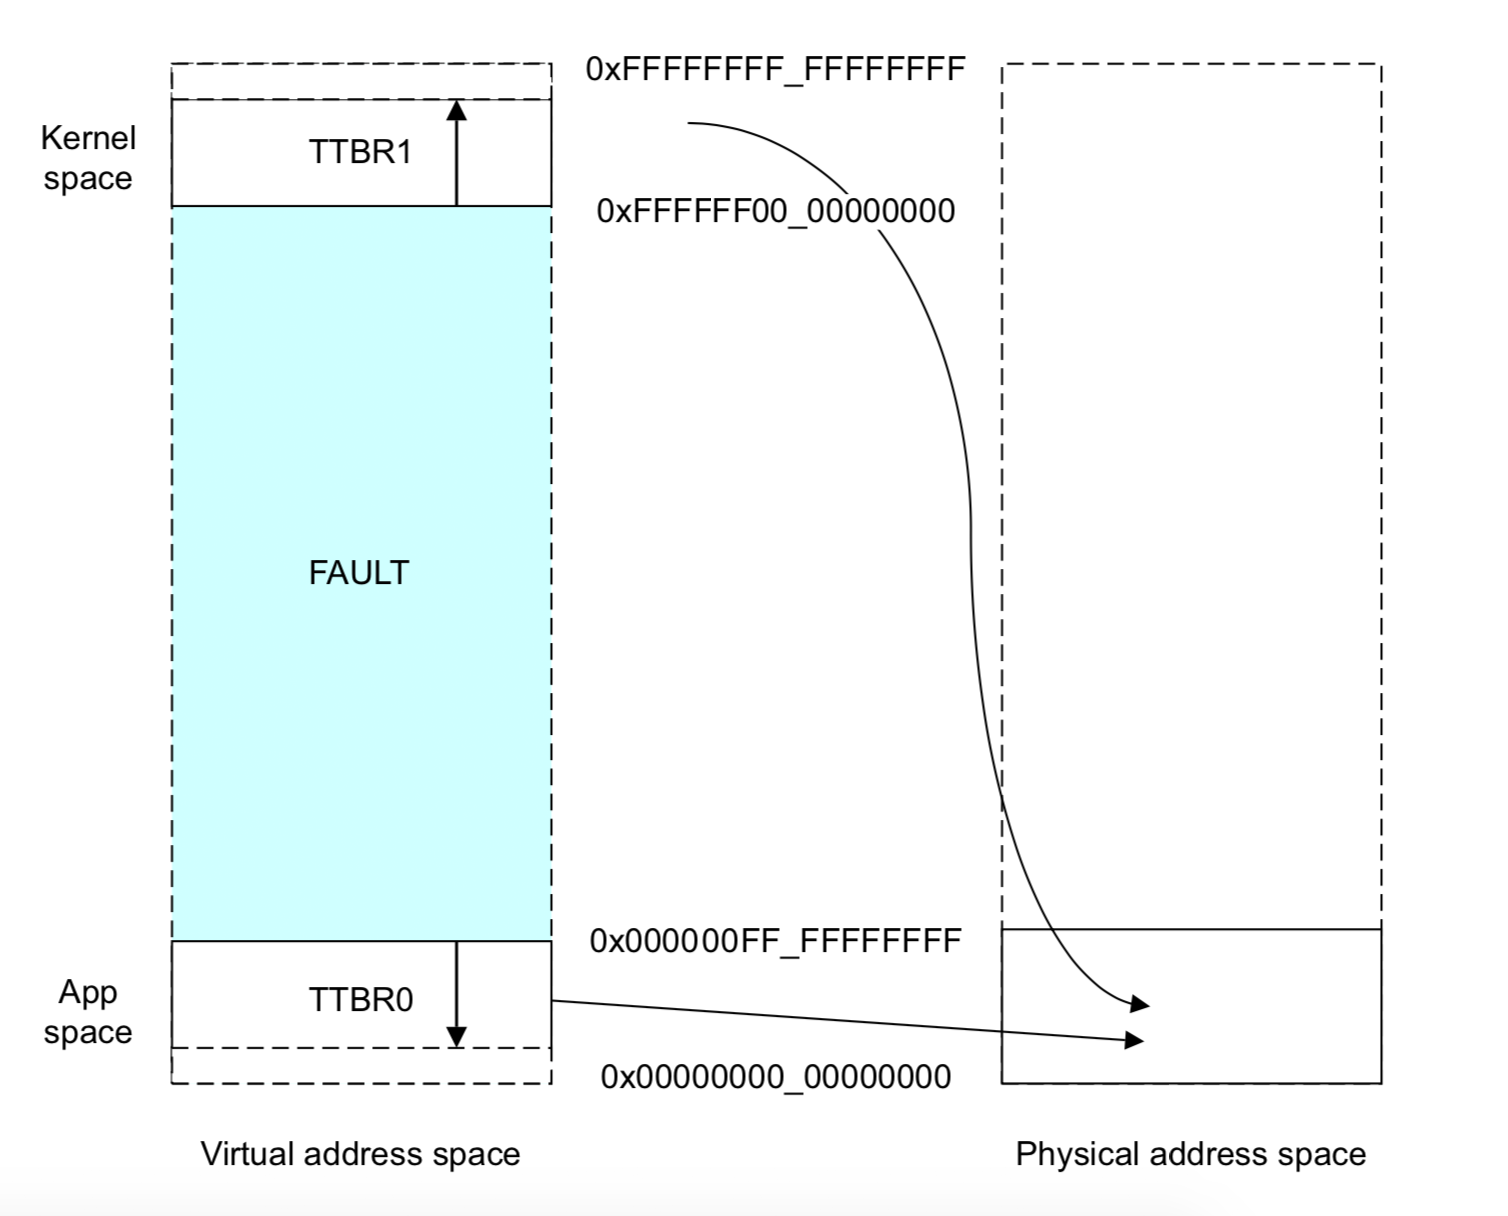 0xFFFFFFFF_FFFFFFFF
Kernel
space
TTBR1
0xFFFFFF00_00000000
FAULT
0x000000FF_FFFFFFFF
App
space
TTBR0
0x00000000_00000000
Virtual address space
Physical address space